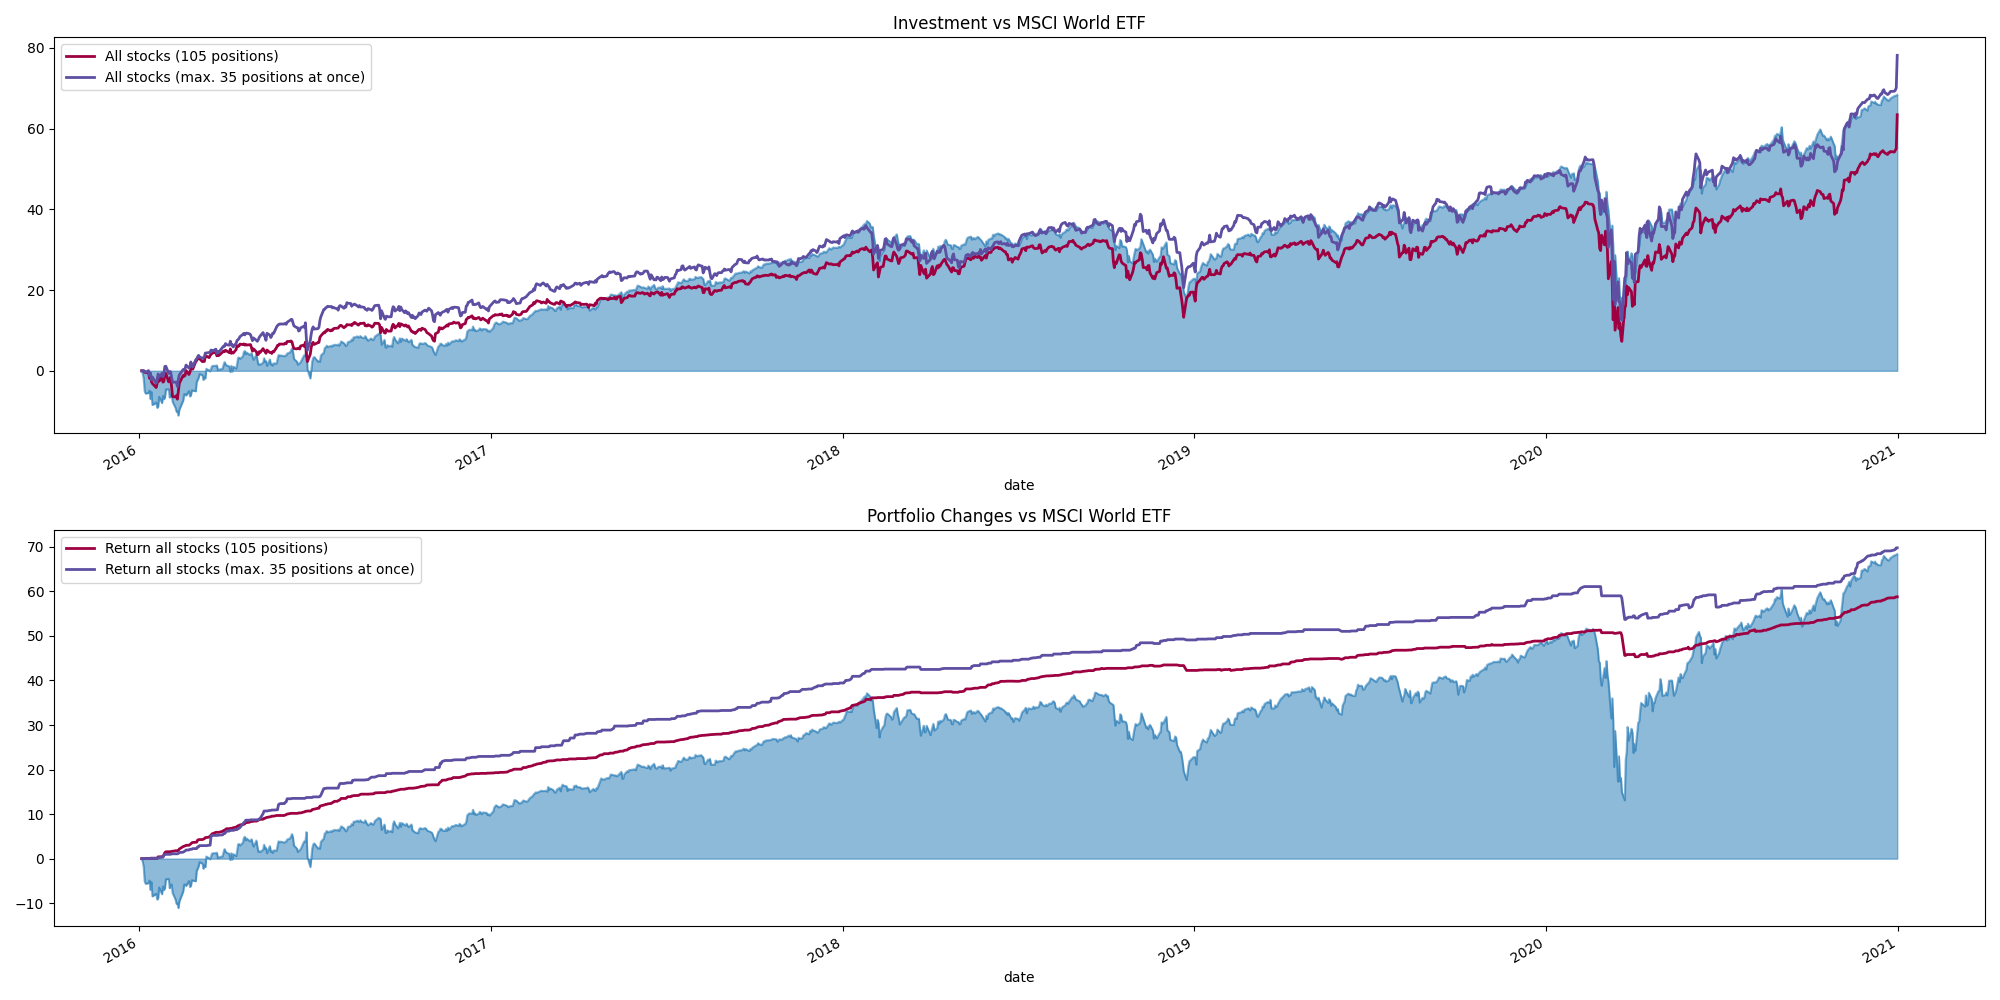 Investment vs MSCI World ETF
All stocks (105 positions)
All stocks (max. 35 positions at once)
80
60
40
20
0
2016 2017 2018 2019 2020 2021
date
Portfolio Changes vs MSCI World ETF
Return all stocks (105 positions)
Return all stocks (max. 35 positions at once)
70
60
50
40
30
20
10
0
−10
2016 2017 2018 2019 2020 2021
date